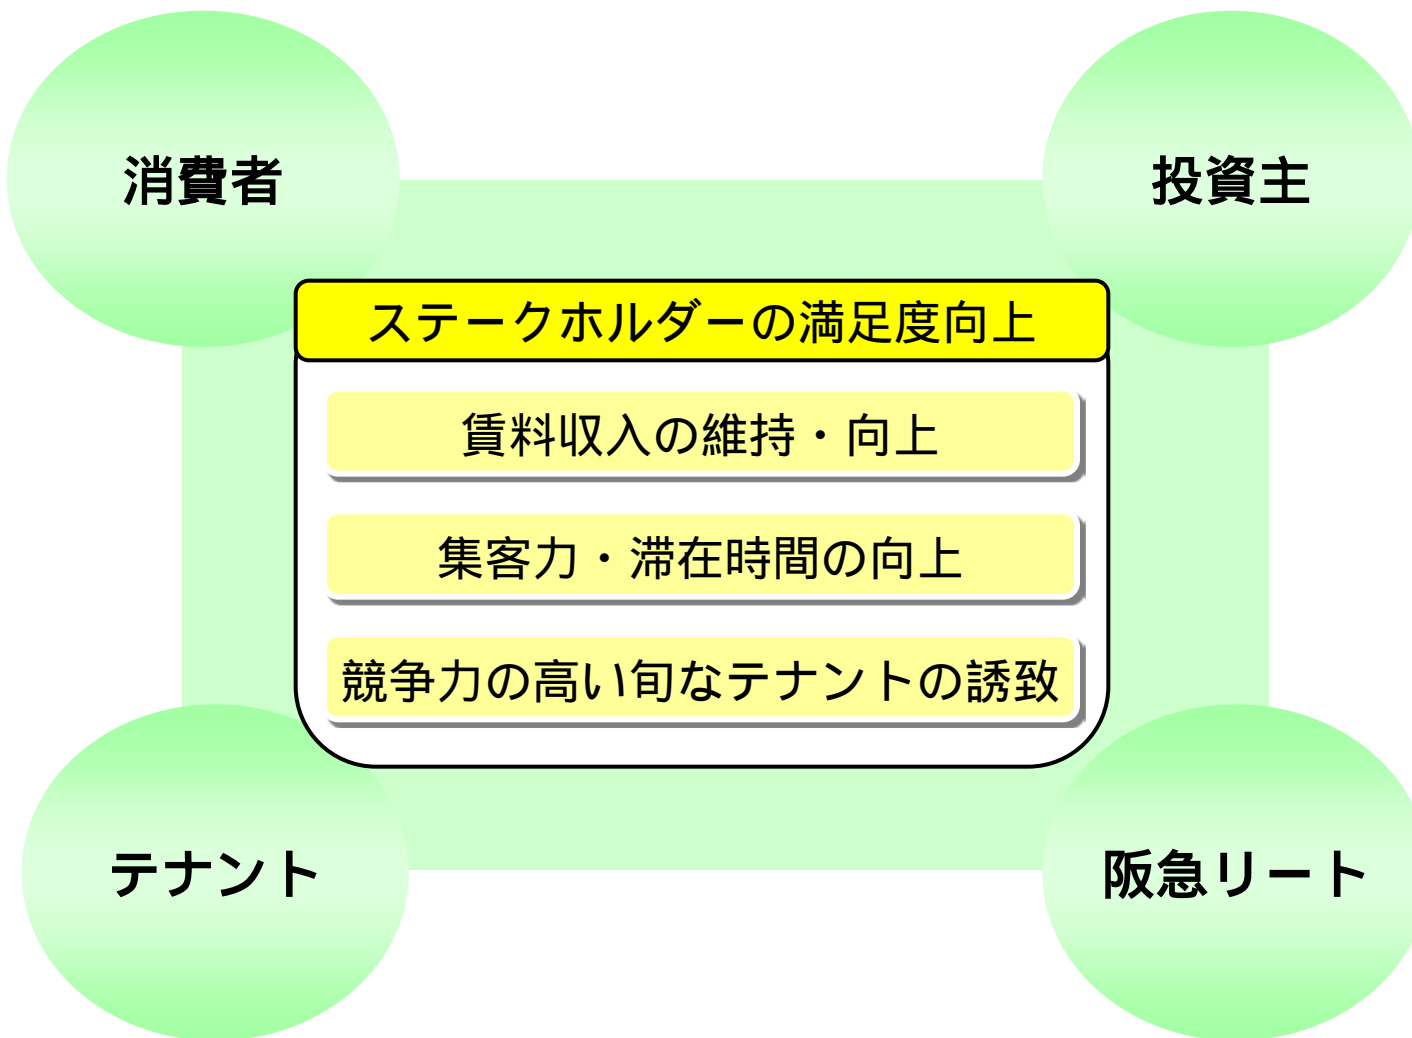 消費者
投資主
ステークホルダーの満足度向上
賃料収入の維持・向上
集客力・滞在時間の向上
競争力の高い旬なテナントの誘致
テナント
阪急リート